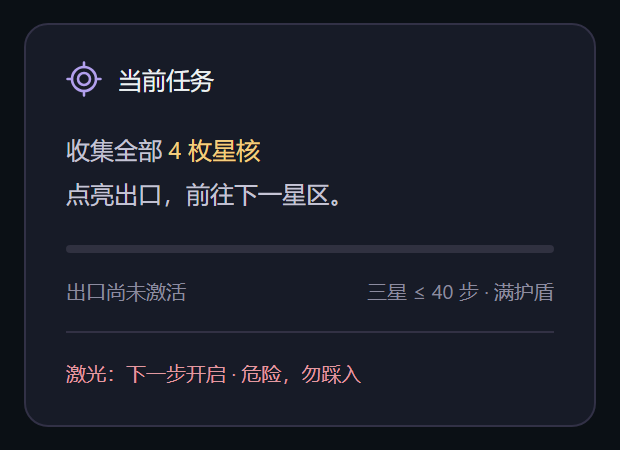 当前任务
收集全部 4 枚星核
点亮出口，前往下一星区。
出口尚未激活
三星 ≤ 40 步 · 满护盾
激光：下一步开启 · 危险，勿踩入